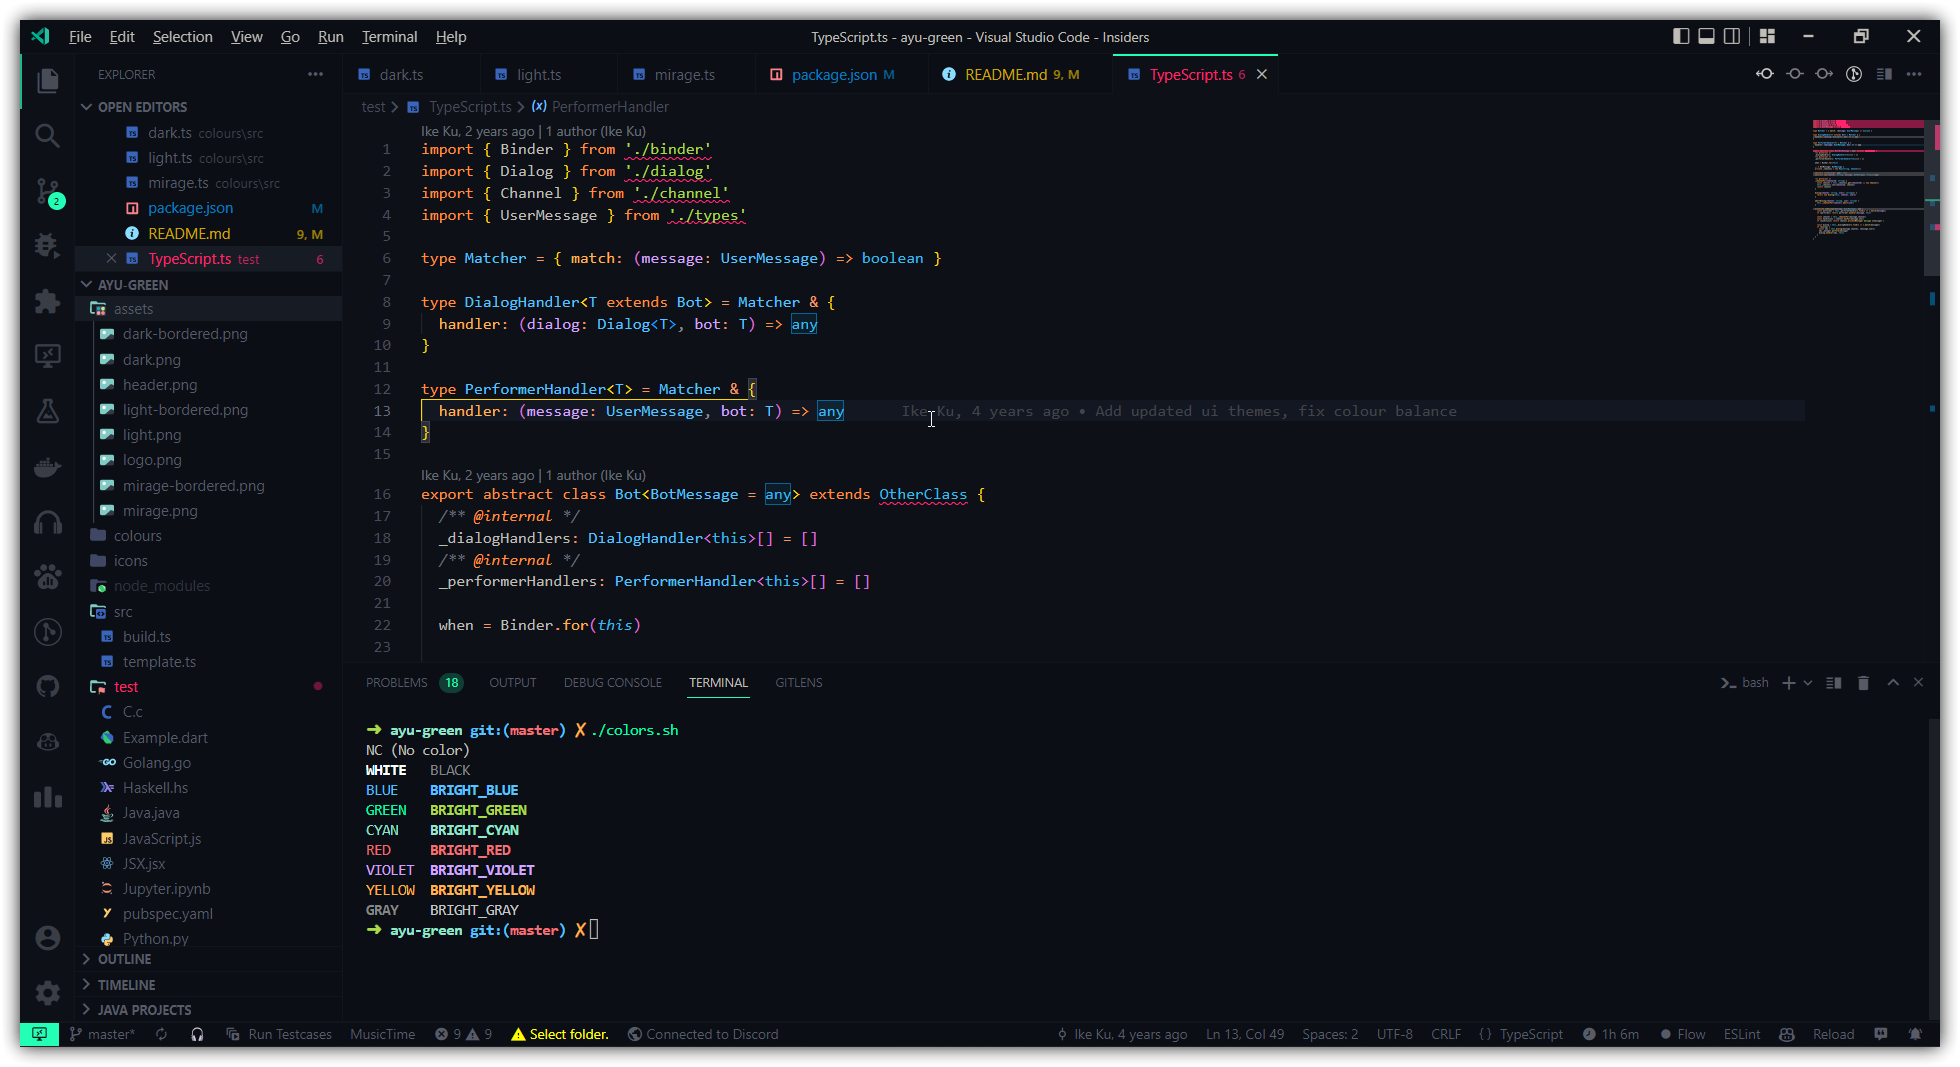 File Edit Selection View Go Run Terminal Help
TypeScript.ts - ayu-green - Visual Studio Code - Insiders
EXPLORER
OPEN EDITORS
dark.ts colours\src
light.ts colours\src
mirage.ts colours\src
package.json M
README.md 9, M
TypeScript.ts test 6
AYU-GREEN
assets
dark-bordered.png
dark.png
header.png
light-bordered.png
light.png
logo.png
mirage-bordered.png
mirage.png
colours
icons
node_modules
src
build.ts
template.ts
test
C.c
Example.dart
Golang.go
Haskell.hs
Java.java
JavaScript.js
JSX.jsx
Jupyter.ipynb
pubspec.yaml
Python.py
OUTLINE
TIMELINE
JAVA PROJECTS
2
dark.ts light.ts mirage.ts package.json M README.md 9, M TypeScript.ts 6
test > TypeScript.ts > PerformerHandler
Ike Ku, 2 years ago | 1 author (Ike Ku)
1 import { Binder } from './binder'
2 import { Dialog } from './dialog'
3 import { Channel } from './channel'
4 import { UserMessage } from './types'
5
6 type Matcher = { match: (message: UserMessage) => boolean }
7
8 type DialogHandler<T extends Bot> = Matcher & {
9 handler: (dialog: Dialog<T>, bot: T) => any
10 }
11
12 type PerformerHandler<T> = Matcher & {
13 handler: (message: UserMessage, bot: T) => any Ike Ku, 4 years ago • Add updated ui themes, fix colour balance
14 }
15
Ike Ku, 2 years ago | 1 author (Ike Ku)
16 export abstract class Bot<BotMessage = any> extends OtherClass {
17 /** @internal */
18 _dialogHandlers: DialogHandler<this>[] = []
19 /** @internal */
20 _performerHandlers: PerformerHandler<this>[] = []
21
22 when = Binder.for(this)
23
PROBLEMS 18 OUTPUT DEBUG CONSOLE TERMINAL GITLENS
bash
➜ ayu-green git:(master) ✗ ./colors.sh
NC (No color)
WHITE BLACK
BLUE BRIGHT_BLUE
GREEN BRIGHT_GREEN
CYAN BRIGHT_CYAN
RED BRIGHT_RED
VIOLET BRIGHT_VIOLET
YELLOW BRIGHT_YELLOW
GRAY BRIGHT_GRAY
➜ ayu-green git:(master) ✗
master* Run Testcases MusicTime 9 9 Select folder. Connected to Discord Ike Ku, 4 years ago Ln 13, Col 49 Spaces: 2 UTF-8 CRLF {} TypeScript 1h 6m Flow ESLint Reload